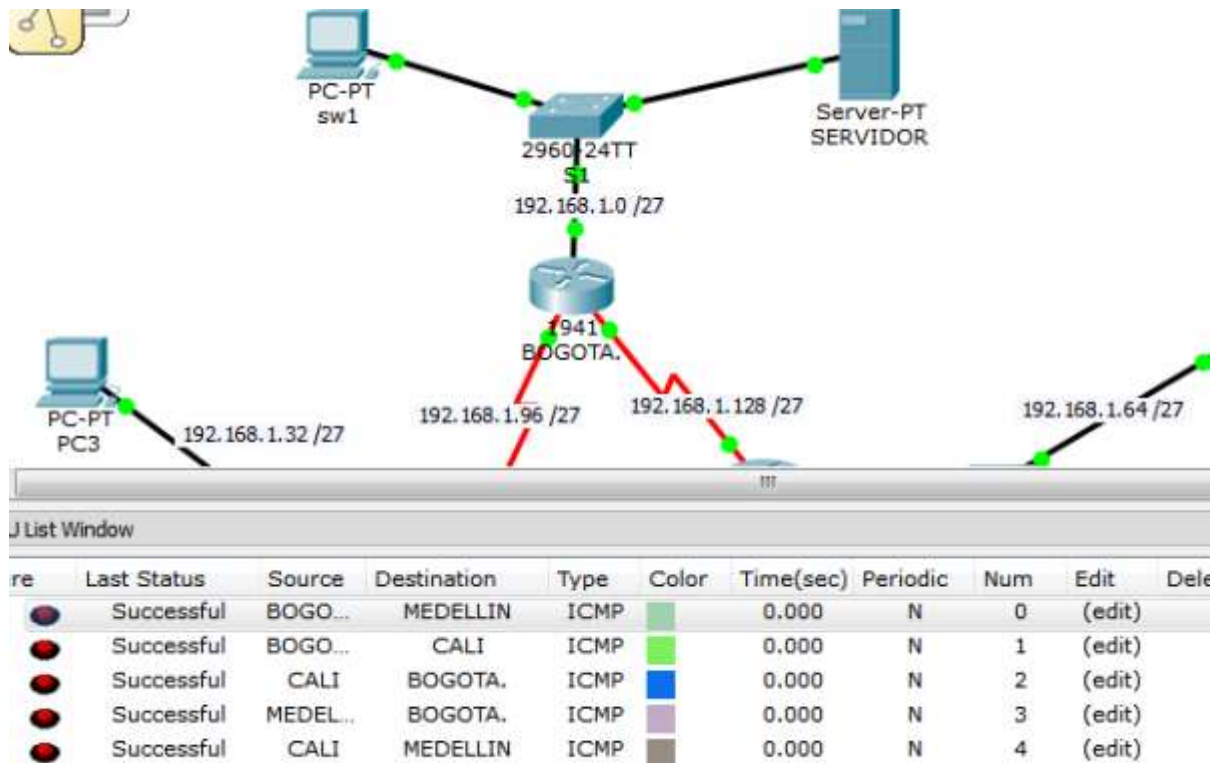 PC-PT
sw1
Server-PT
SERVIDOR
2960-24TT
S1
192.168.1.0 /27
1941
BOGOTA.
PC-PT
PC3
192.168.1.32 /27
192.168.1.96 /27
192.168.1.128 /27
192.168.1.64 /27
J List Window
re Last Status Source Destination Type Color Time(sec) Periodic Num Edit Dele
Successful BOGO... MEDELLIN ICMP 0.000 N 0 (edit)
Successful BOGO... CALI ICMP 0.000 N 1 (edit)
Successful CALI BOGOTA. ICMP 0.000 N 2 (edit)
Successful MEDEL... BOGOTA. ICMP 0.000 N 3 (edit)
Successful CALI MEDELLIN ICMP 0.000 N 4 (edit)